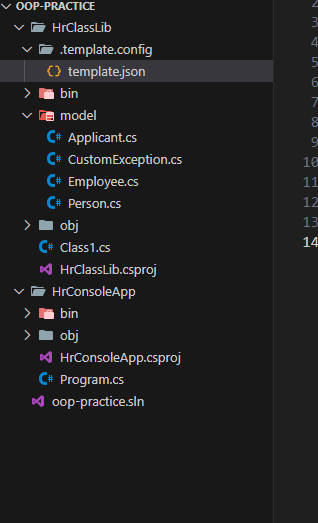 OOP-PRACTICE
HrClassLib
.template.config
{} template.json
bin
model
C# Applicant.cs
C# CustomException.cs
C# Employee.cs
C# Person.cs
obj
C# Class1.cs
HrClassLib.csproj
HrConsoleApp
bin
obj
HrConsoleApp.csproj
C# Program.cs
oop-practice.sln
2
3
4
5
6
7
8
9
10
11
12
13
14